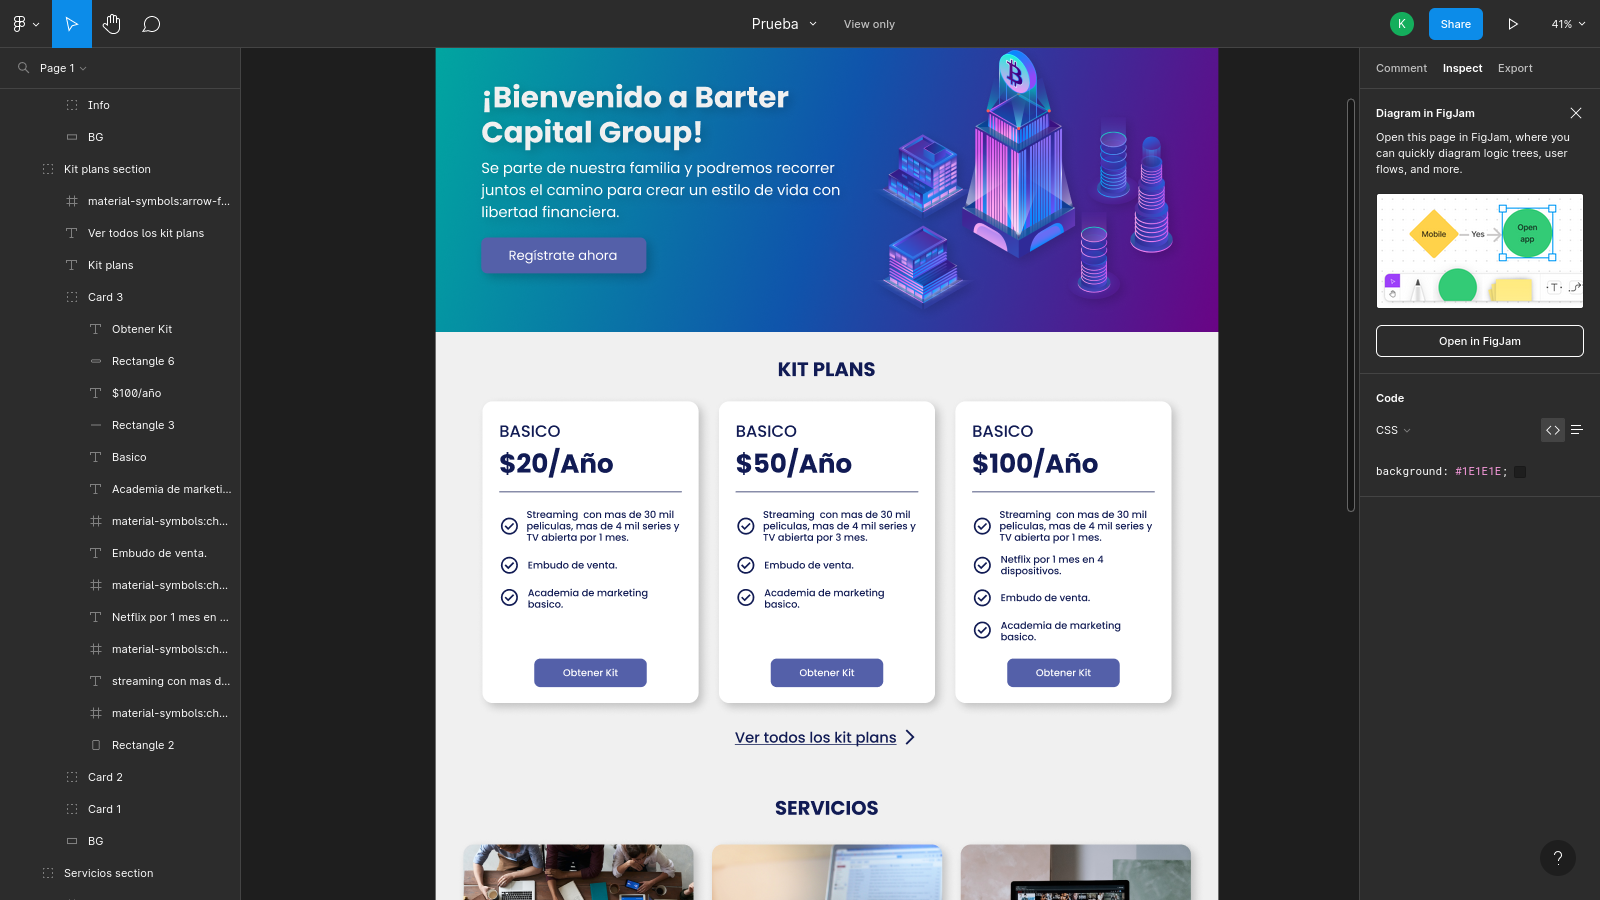 Prueba
View only
K
Share
41%
Page 1
Info
BG
Kit plans section
material-symbols:arrow-f...
Ver todos los kit plans
Kit plans
Card 3
Obtener Kit
Rectangle 6
$100/año
Rectangle 3
Basico
Academia de marketi...
material-symbols:ch...
Embudo de venta.
material-symbols:ch...
Netflix por 1 mes en ...
material-symbols:ch...
streaming con mas d...
material-symbols:ch...
Rectangle 2
Card 2
Card 1
BG
Servicios section
¡Bienvenido a Barter
Capital Group!
Se parte de nuestra familia y podremos recorrer
juntos el camino para crear un estilo de vida con
libertad financiera.
Regístrate ahora
KIT PLANS
BASICO
$20/Año
Streaming con mas de 30 mil
peliculas, mas de 4 mil series y
TV abierta por 1 mes.
Embudo de venta.
Academia de marketing
basico.
Obtener Kit
BASICO
$50/Año
Streaming con mas de 30 mil
peliculas, mas de 4 mil series y
TV abierta por 3 mes.
Embudo de venta.
Academia de marketing
basico.
Obtener Kit
BASICO
$100/Año
Streaming con mas de 30 mil
peliculas, mas de 4 mil series y
TV abierta por 1 mes.
Netflix por 1 mes en 4
dispositivos.
Embudo de venta.
Academia de marketing
basico.
Obtener Kit
Ver todos los kit plans
SERVICIOS
Comment Inspect Export
Diagram in FigJam
Open this page in FigJam, where you
can quickly diagram logic trees, user
flows, and more.
Mobile
Yes
Open
app
T
Open in FigJam
Code
CSS
background: #1E1E1E;
?